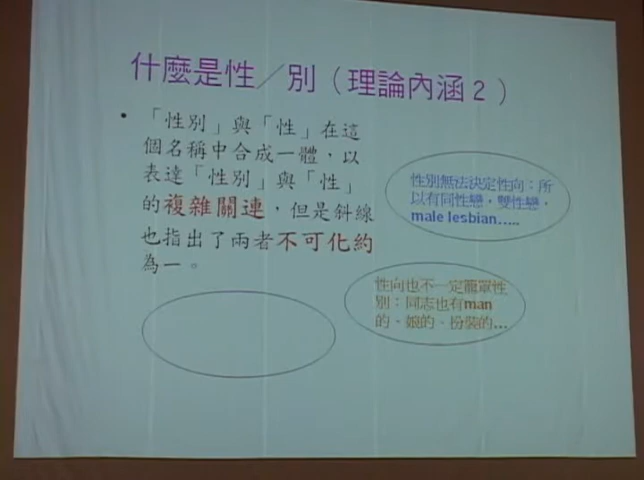 什麼是性／別（理論內涵２）
• 「性別」與「性」在這
個名稱中合成一體，以
表達「性別」與「性」
的複雜關連，但是斜線
也指出了兩者不可化約
為一。
性別無法決定性向：所
以有同性戀，雙性戀，
male lesbian.....
性向也不一定籠罩性
別：同志也有man
的、娘的、扮裝的...